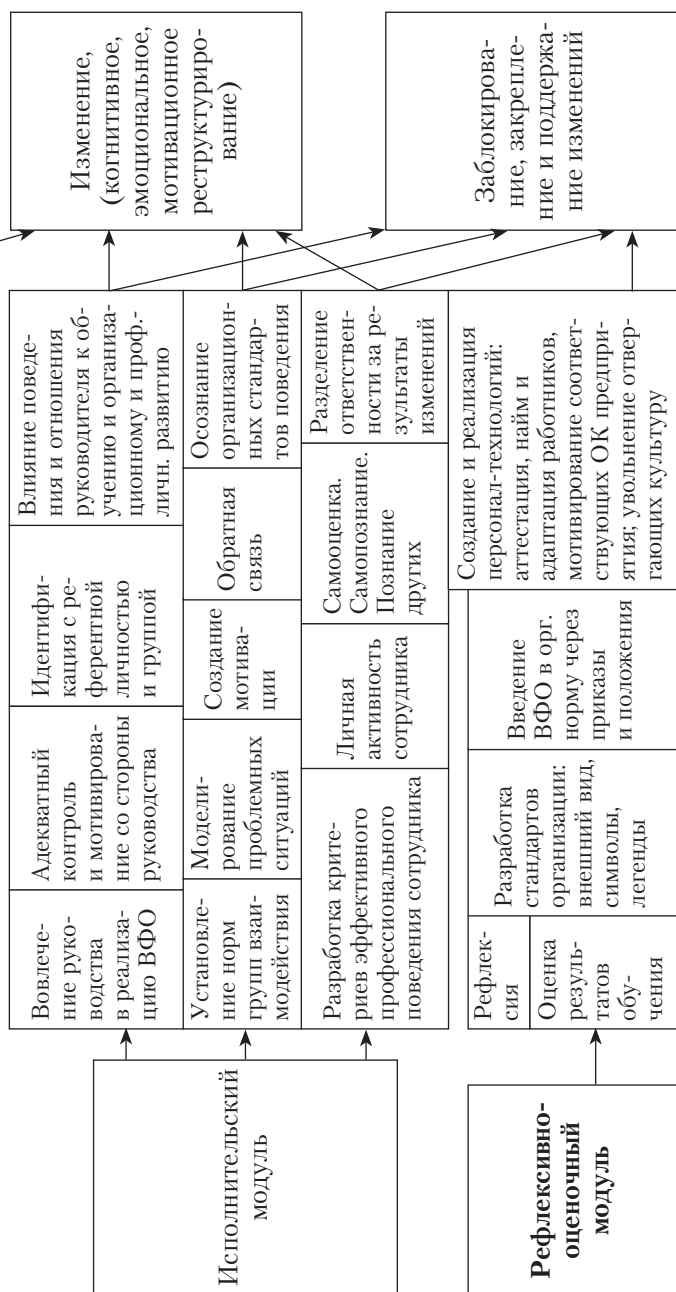 Исполнительский
модуль
Вовлече-
ние руко-
водства
в реализа-
цию ВФО
Адекватный
контроль
и мотивирова-
ние со стороны
руководства
Идентифи-
кация с ре-
ферентной
личностью
и группой
Влияние поведе-
ния и отношения
руководителя к об-
учению и организа-
ционному и проф.-
личн. развитию
Установле-
ние норм
групп взаи-
модействия
Модели-
рование
проблемных
ситуаций
Создание
мотива-
ции
Обратная
связь
Осознание
организацион-
ных стандар-
тов поведения
Разработка крите-
риев эффективного
профессионального
поведения сотрудника
Личная
активность
сотрудника
Самооценка.
Самопознание.
Познание
других
Разделение
ответствен-
ности за ре-
зультаты
изменений
Изменение,
(когнитивное,
эмоциональное,
мотивационное
реструктуриро-
вание)
Рефлексивно-
оценочный
модуль
Рефлек-
сия
Оценка
резуль-
татов
обу-
чения
Разработка
стандартов
организации:
внешний вид,
символы,
легенды
Введение
ВФО в орг.
норму через
приказы
и положения
Создание и реализация
персонал-технологий:
аттестация, найм и
адаптация работников,
мотивирование соответ-
ствующих ОК предпри-
ятия; увольнение отвер-
гающих культуру
Заблокирова-
ние, закрепле-
ние и поддержа-
ние изменений